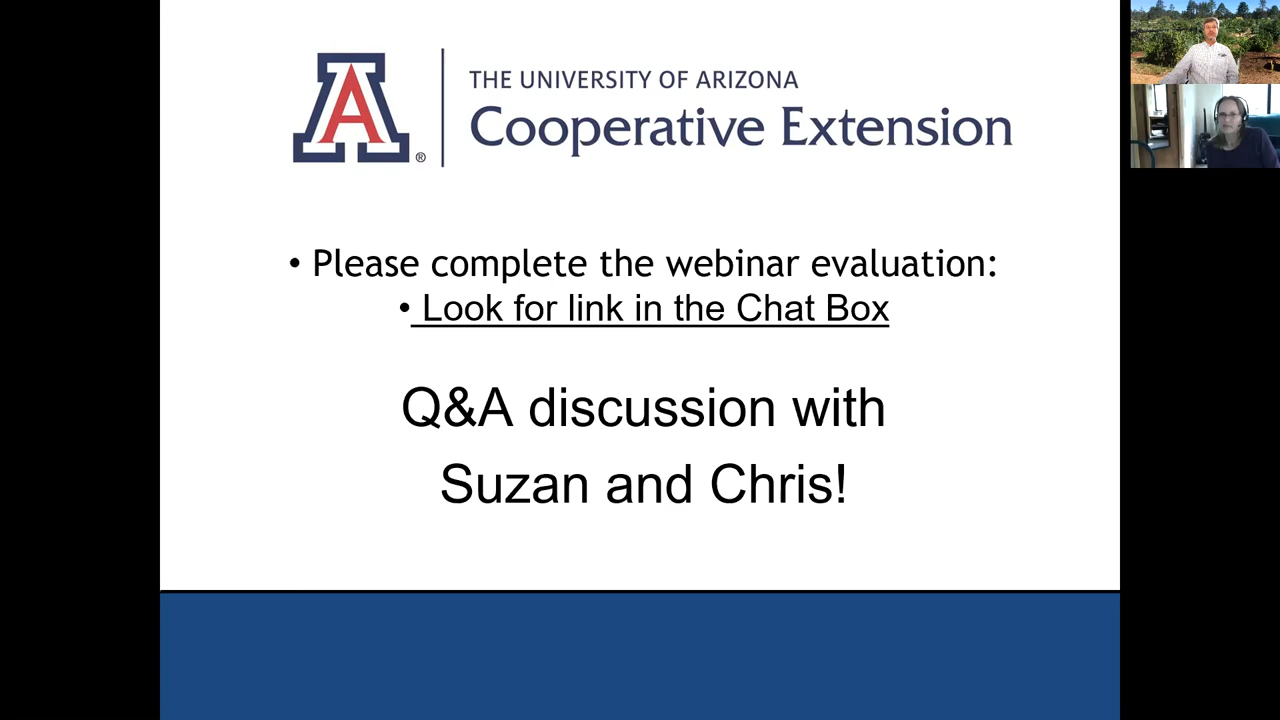 THE UNIVERSITY OF ARIZONA
Cooperative Extension
A®
• Please complete the webinar evaluation:
• Look for link in the Chat Box
Q&A discussion with
Suzan and Chris!